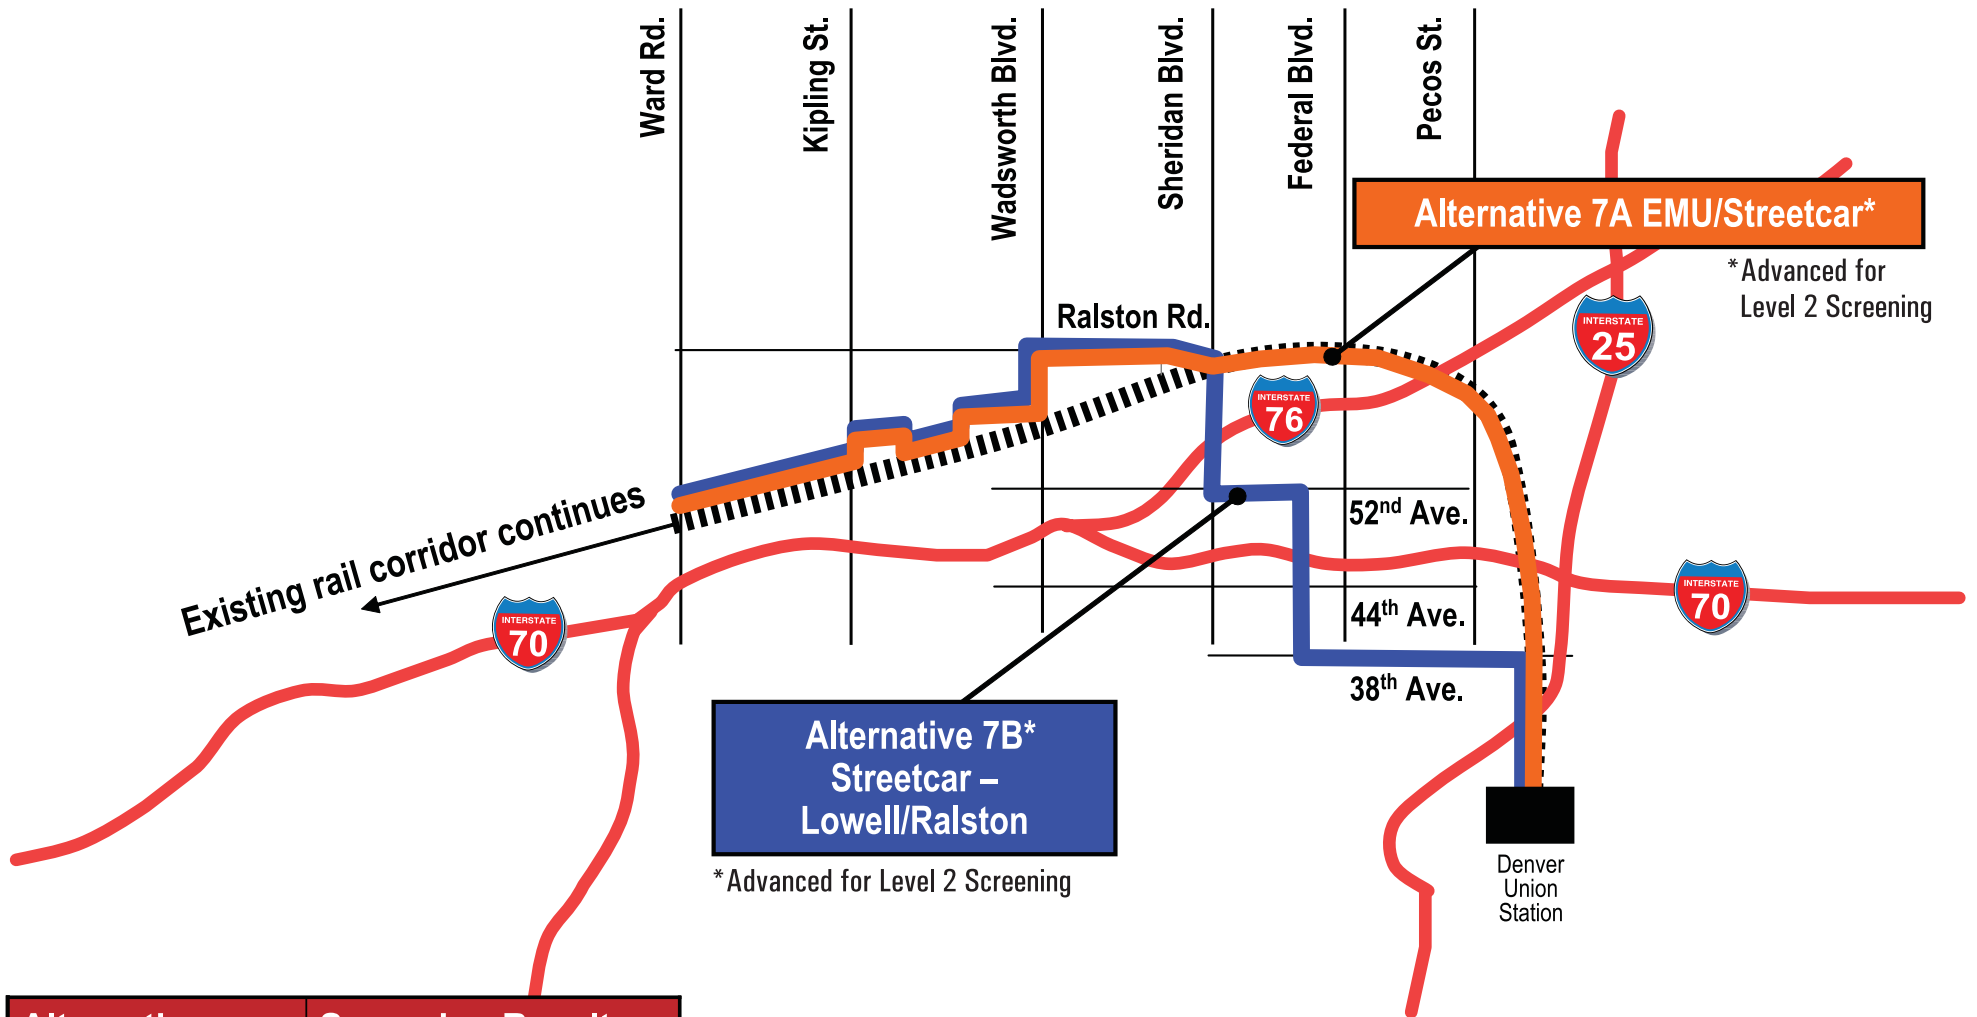 Ward Rd.
Kipling St.
Wadsworth Blvd.
Sheridan Blvd.
Federal Blvd.
Pecos St.
Alternative 7A EMU/Streetcar*
*Advanced for
Level 2 Screening
Ralston Rd.
INTERSTATE
25
INTERSTATE
76
52nd Ave.
Existing rail corridor continues
INTERSTATE
70
INTERSTATE
70
44th Ave.
38th Ave.
Alternative 7B*
Streetcar –
Lowell/Ralston
*Advanced for Level 2 Screening
Denver
Union
Station